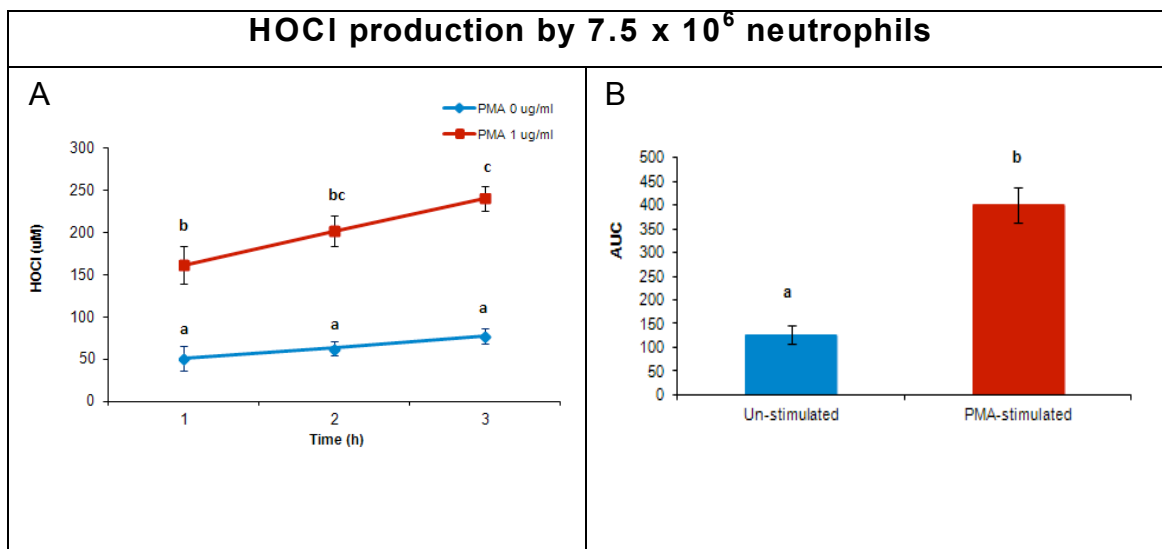 HOCl production by 7.5 x 10⁶ neutrophils
A
PMA 0 ug/ml
PMA 1 ug/ml
300
250
200
150
100
50
0
HOCl (uM)
b
bc
c
a
a
a
1 2 3
Time (h)
B
500
450
400
350
300
250
200
150
100
50
0
AUC
a
b
Un-stimulated PMA-stimulated